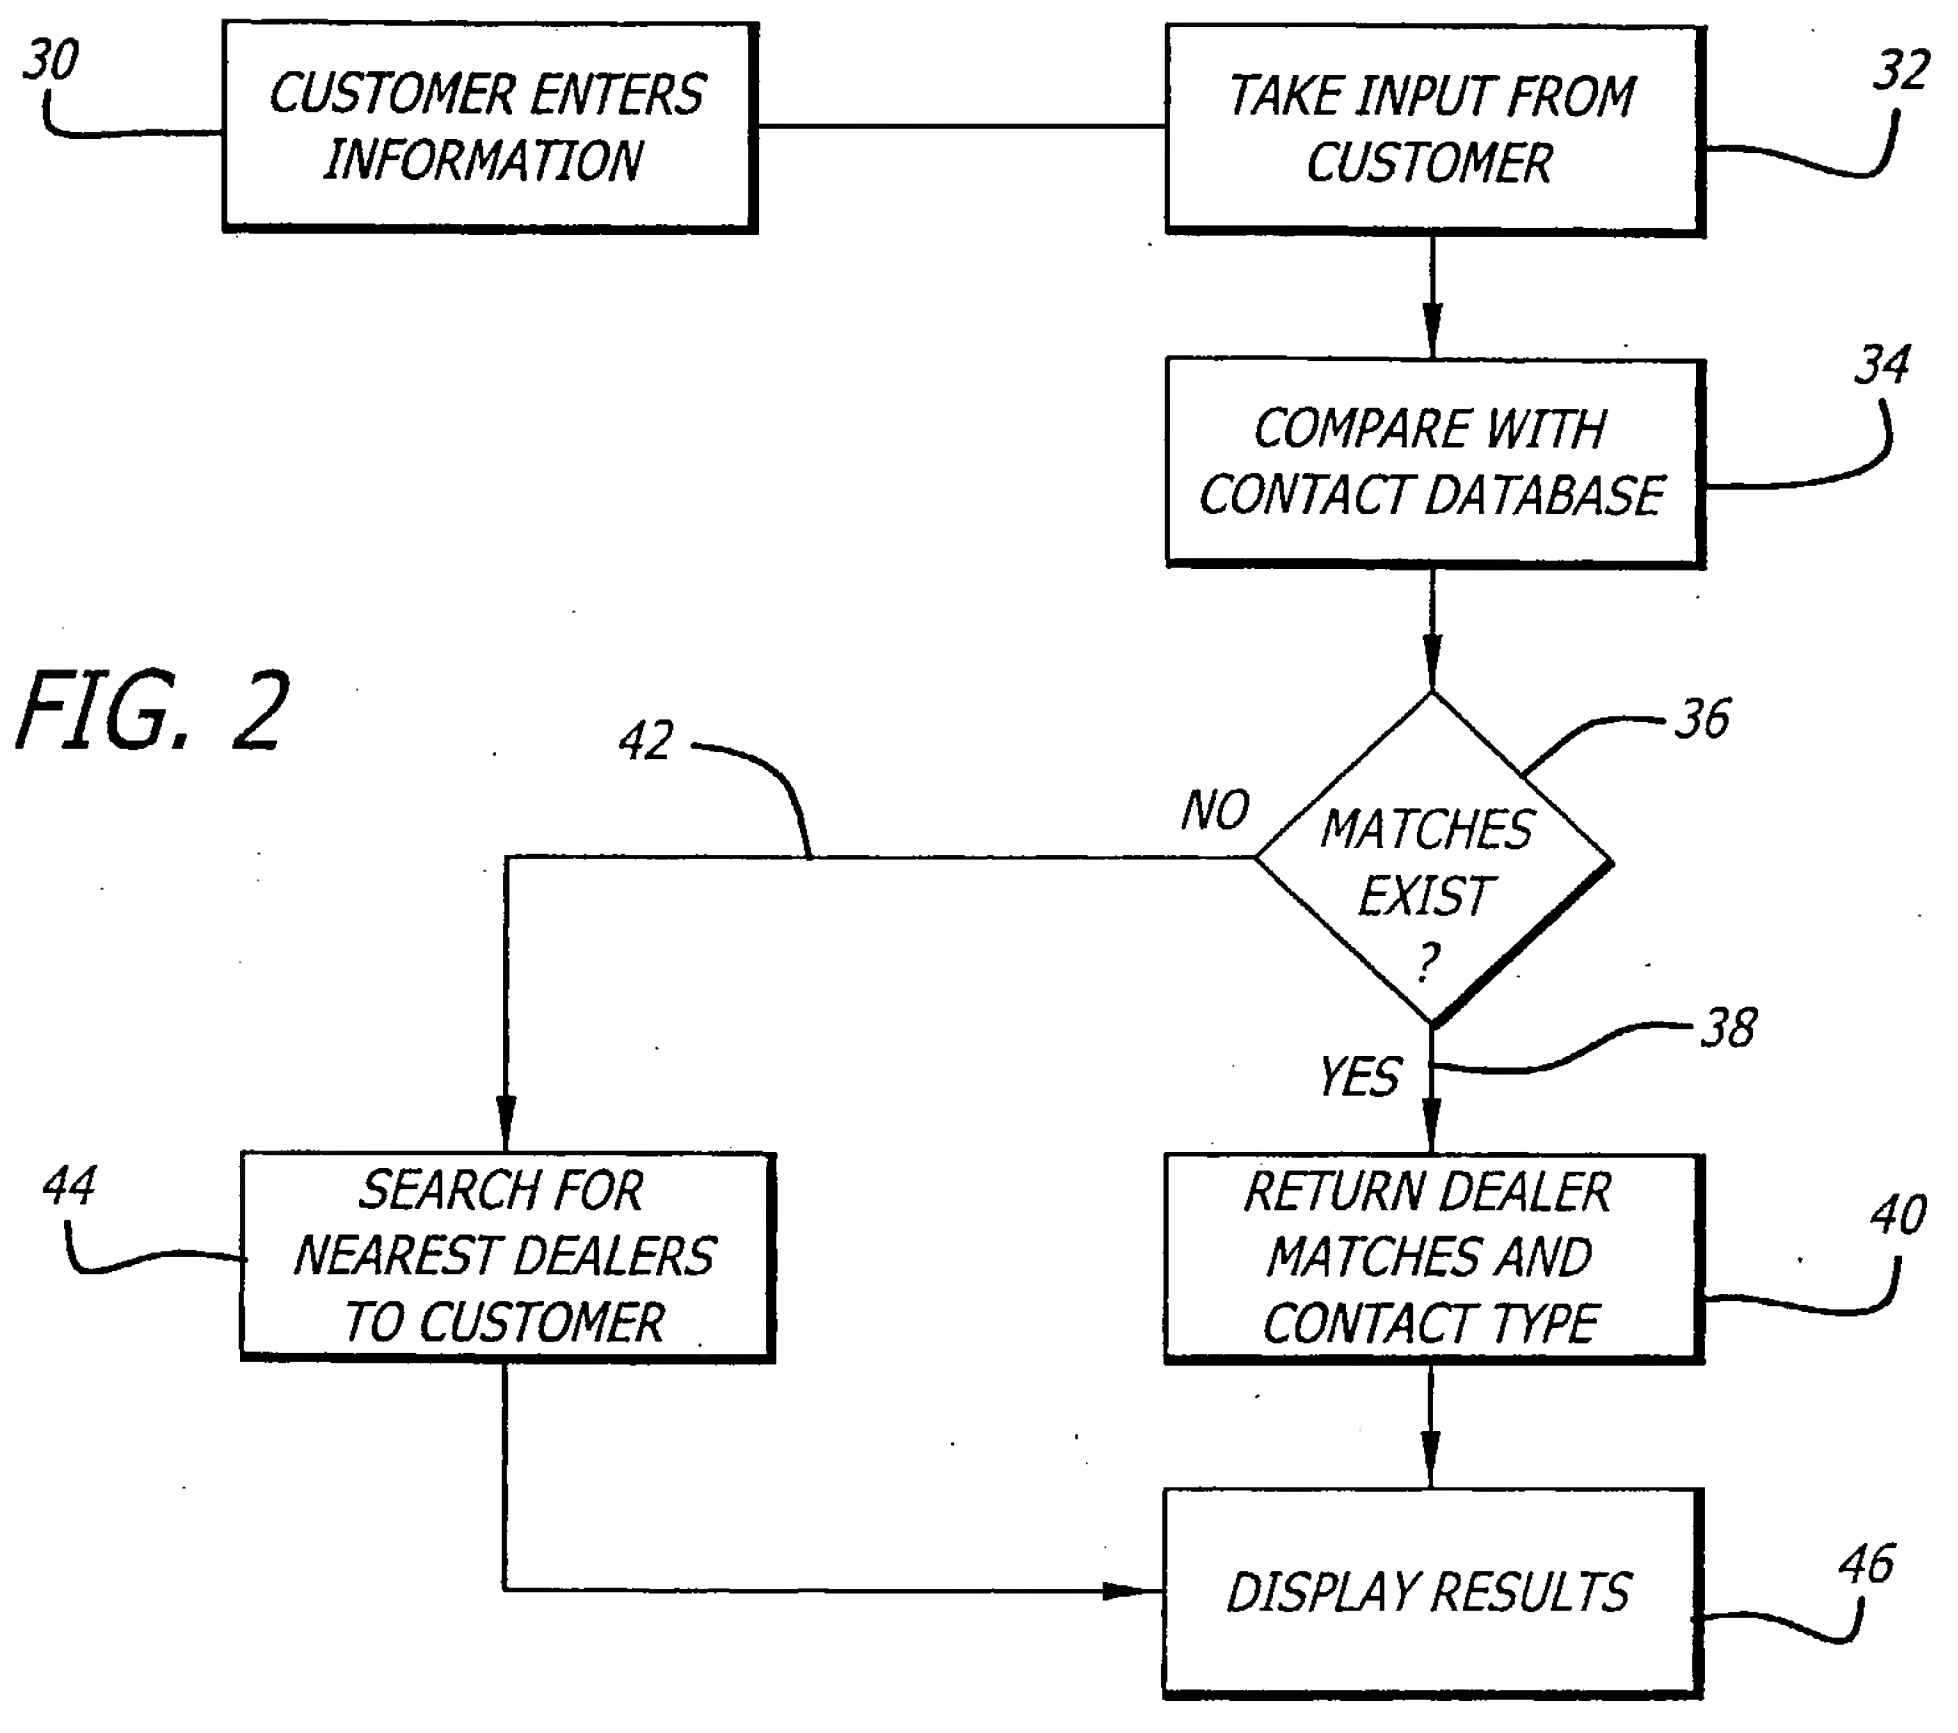 30
CUSTOMER ENTERS
INFORMATION
TAKE INPUT FROM
CUSTOMER
32
COMPARE WITH
CONTACT DATABASE
34
FIG. 2
42
NO
MATCHES
EXIST
?
36
YES
38
44
SEARCH FOR
NEAREST DEALERS
TO CUSTOMER
RETURN DEALER
MATCHES AND
CONTACT TYPE
40
DISPLAY RESULTS
46